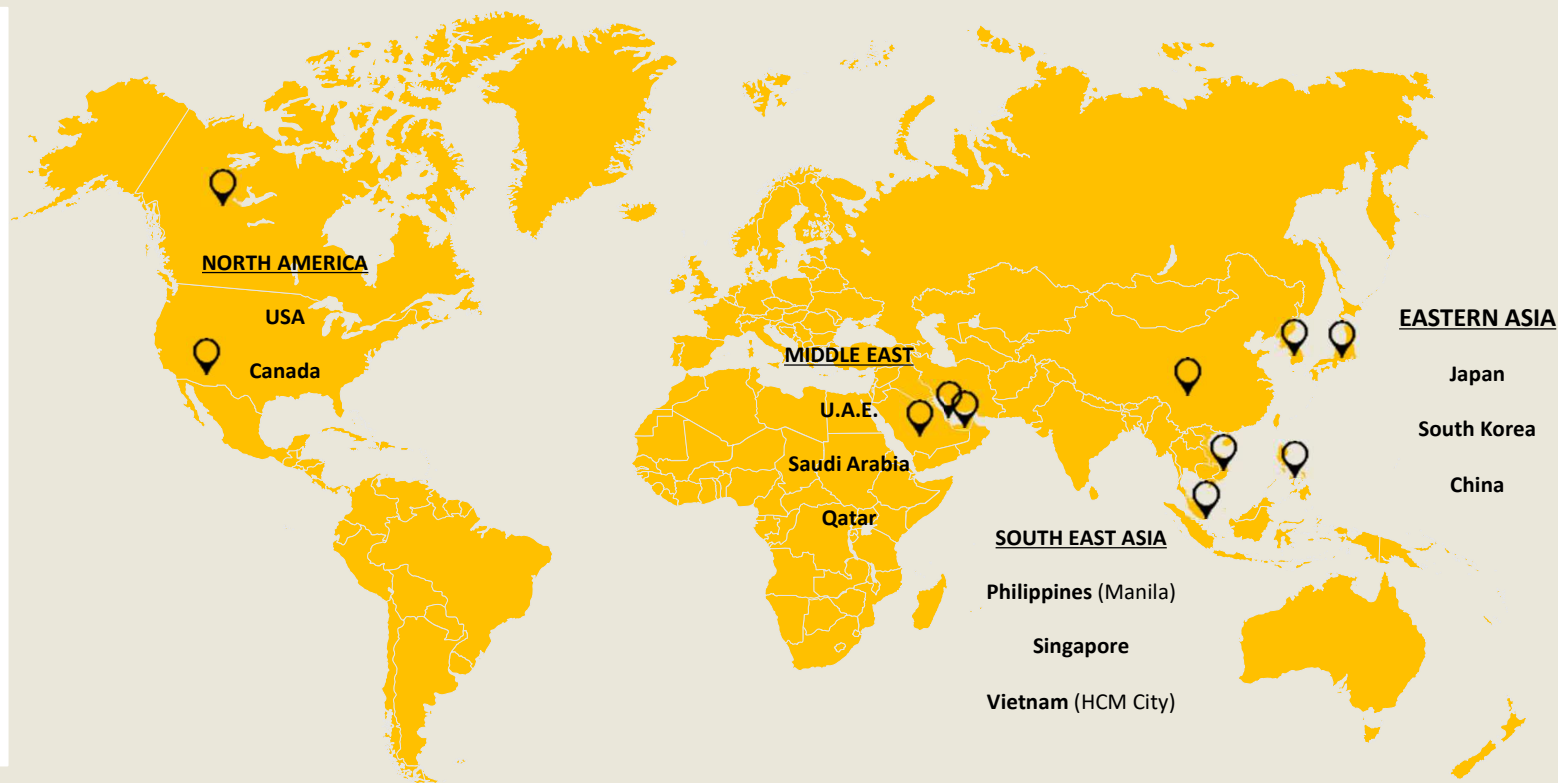 NORTH AMERICA
USA
Canada
MIDDLE EAST
U.A.E.
Saudi Arabia
Qatar
SOUTH EAST ASIA
Philippines (Manila)
Singapore
Vietnam (HCM City)
EASTERN ASIA
Japan
South Korea
China